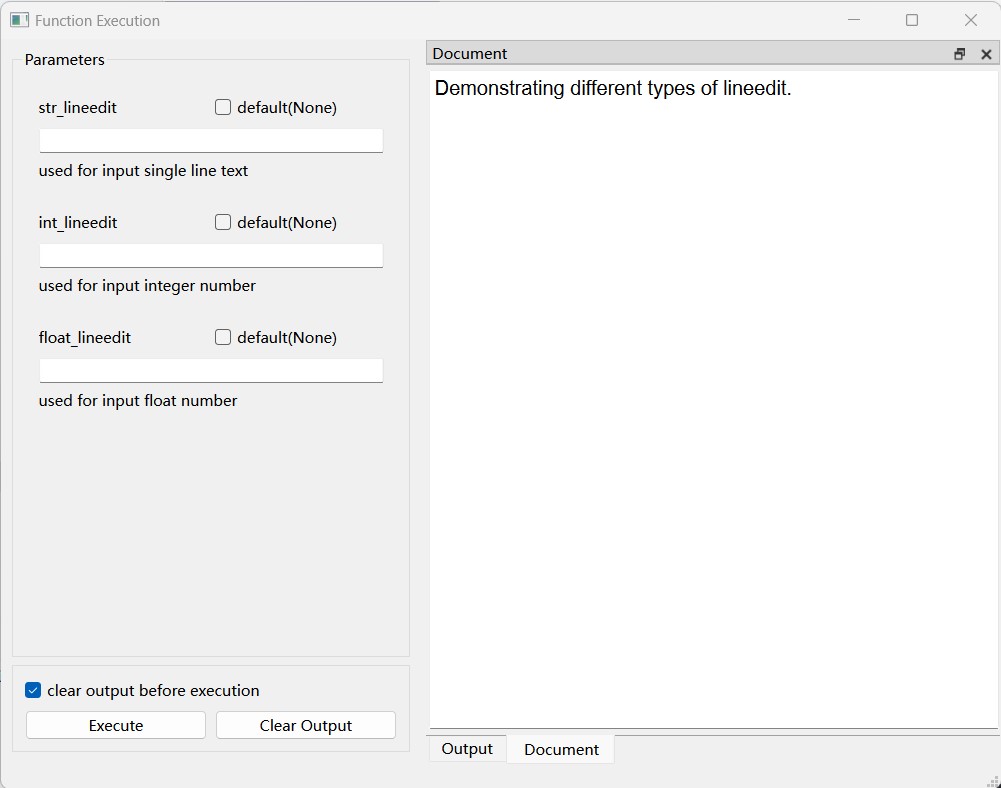 Function Execution
Parameters
str_lineedit
default(None)
used for input single line text
int_lineedit
default(None)
used for input integer number
float_lineedit
default(None)
used for input float number
clear output before execution
Execute
Clear Output
Document
Demonstrating different types of lineedit.
Output
Document